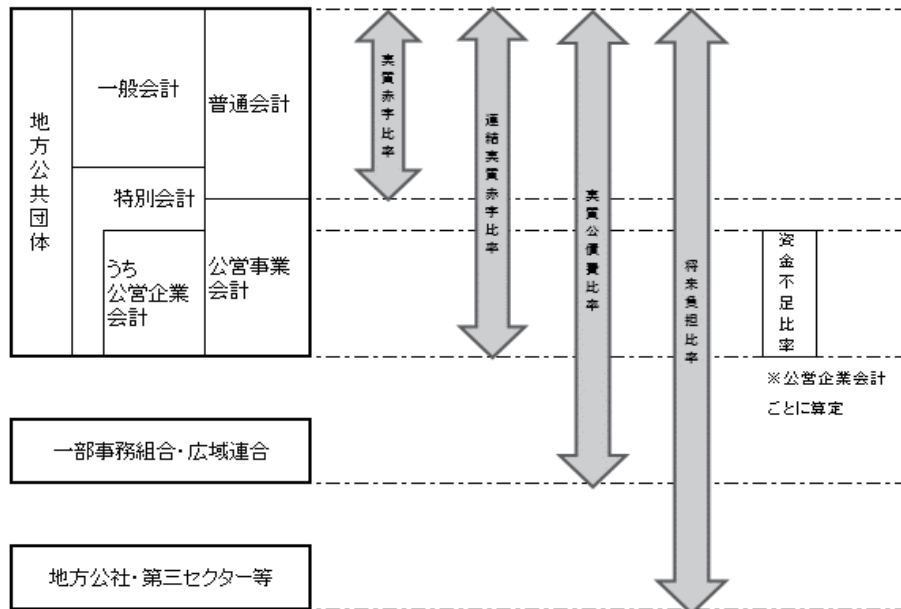 地方公共団体
一般会計
普通会計
特別会計
うち
公営企業
会計
公営事業
会計
実質赤字比率
連結実質赤字比率
実質公債費比率
将来負担比率
資金不足比率
※公営企業会計
ごとに算定
一部事務組合・広域連合
地方公社・第三セクター等